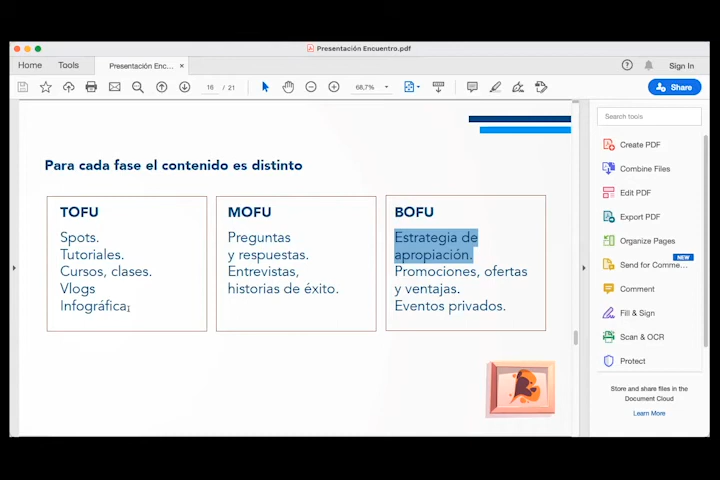 Presentación Encuentro.pdf
Home
Tools
Presentación Enc...
×
Sign In
16 / 21
68,7%
Share
Para cada fase el contenido es distinto
TOFU
Spots.
Tutoriales.
Cursos, clases.
Vlogs
Infográfica
MOFU
Preguntas
y respuestas.
Entrevistas,
historias de éxito.
BOFU
Estrategia de
apropiación.
Promociones, ofertas
y ventajas.
Eventos privados.
Search tools
Create PDF
Combine Files
Edit PDF
Export PDF
Organize Pages
NEW
Send for Comme...
Comment
Fill & Sign
Scan & OCR
Protect
Store and share files in the
Document Cloud
Learn More